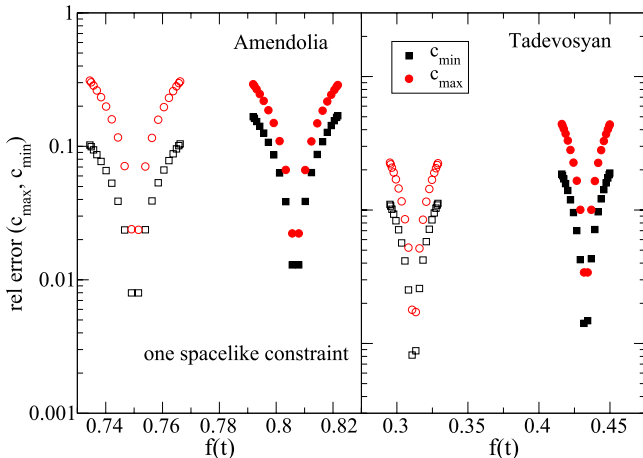 1
0.1
0.01
0.001
rel error (c_max, c_min)
Amendolia
one spacelike constraint
0.74
0.76
0.78
0.8
0.82
f(t)
Tadevosyan
c_min
c_max
0.3
0.35
0.4
0.45
f(t)